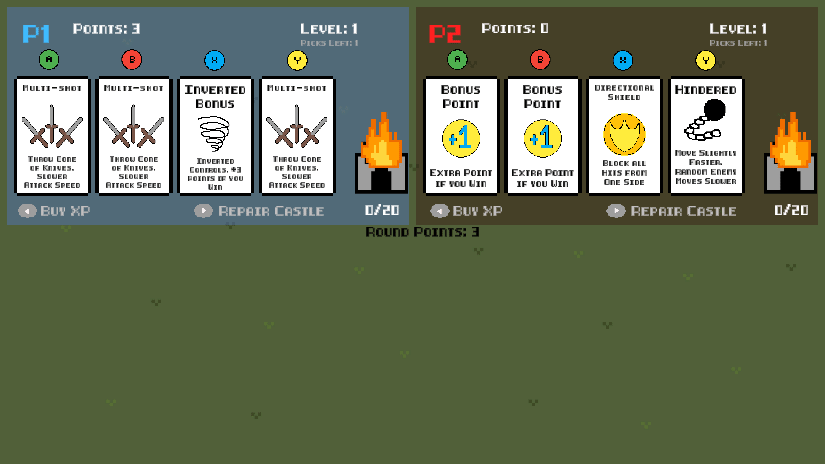 P1
Points: 3
Level: 1
Picks Left: 1
A
B
X
Y
Multi-shot
Throw Cone
of Knives.
Slower
Attack Speed
Multi-shot
Throw Cone
of Knives.
Slower
Attack Speed
Inverted
Bonus
Inverted
Controls. +3
Points if you
Win
Multi-shot
Throw Cone
of Knives.
Slower
Attack Speed
Buy XP
Repair Castle
0/20
P2
Points: 0
Level: 1
Picks Left: 1
A
B
X
Y
Bonus
Point
+1
Extra Point
if you Win
Bonus
Point
+1
Extra Point
if you Win
Directional
Shield
Block all
Hits from
One Side
Hindered
Move Slightly
Faster.
Random Enemy
Moves Slower
Buy XP
Repair Castle
0/20
Round Points: 3